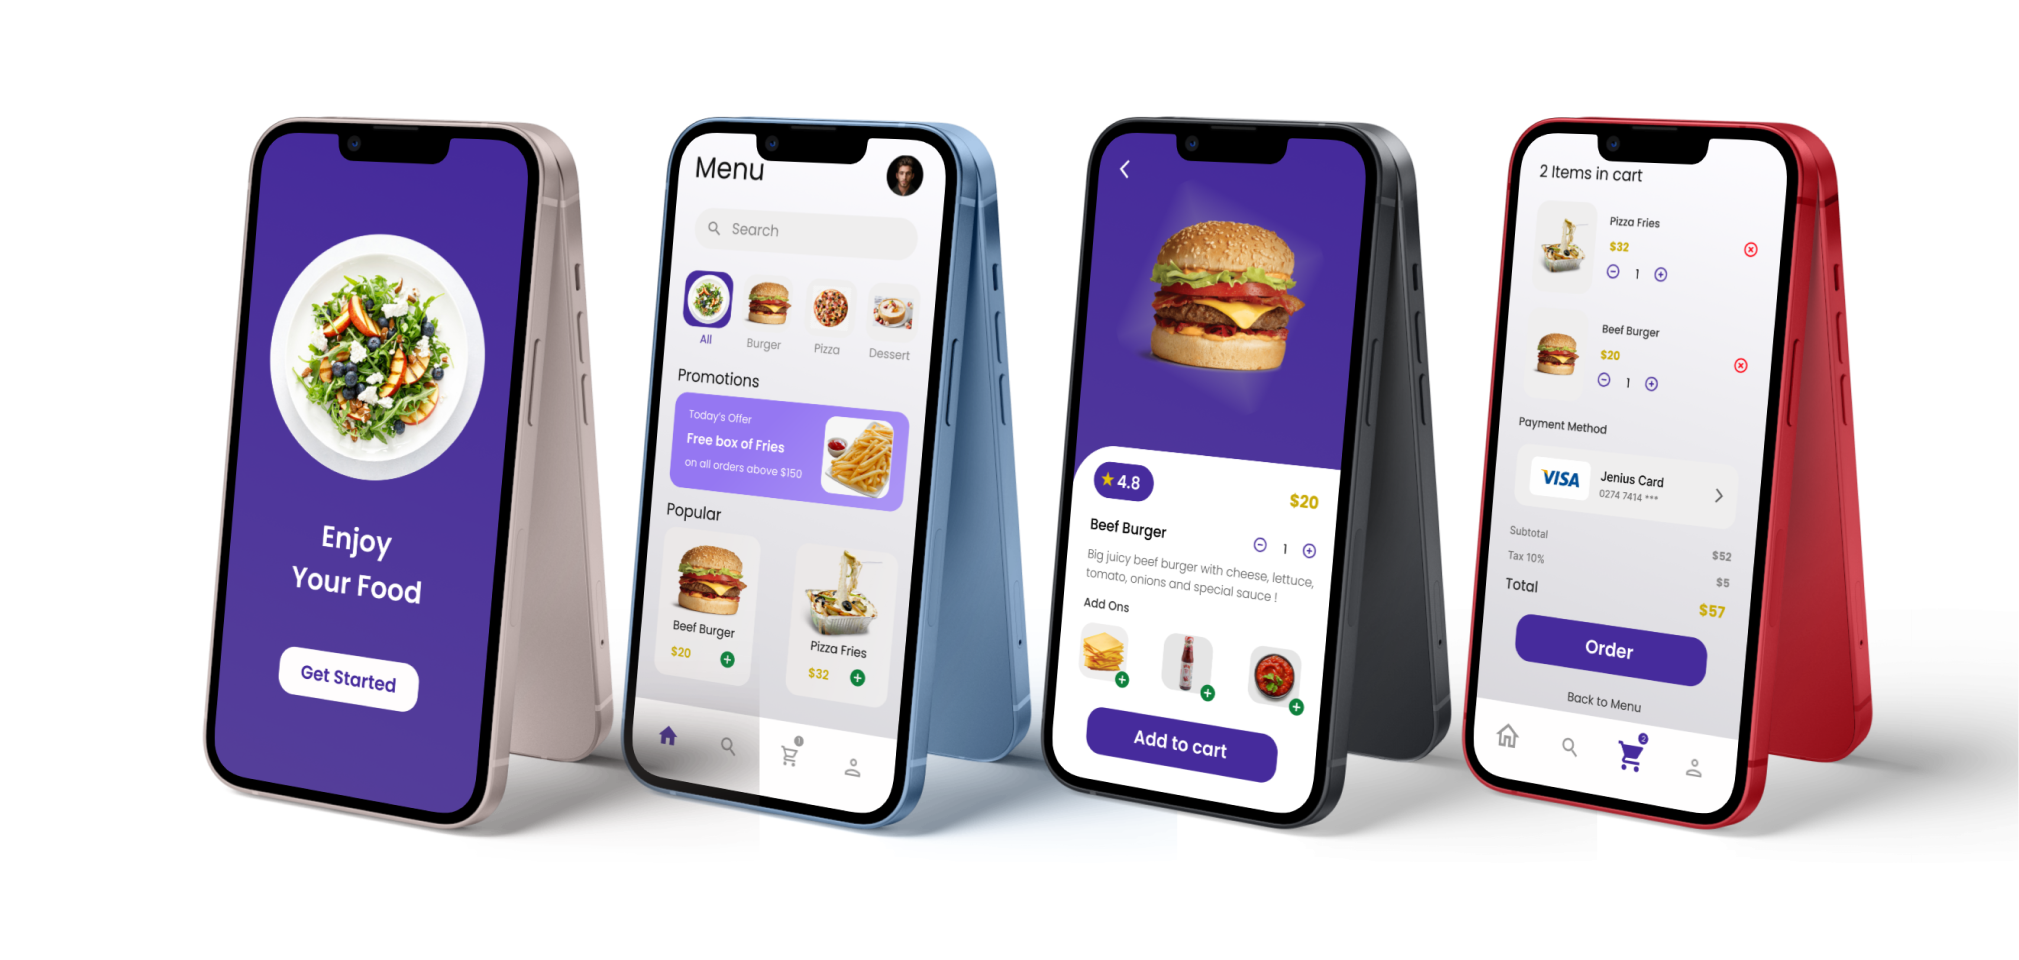 Enjoy
Your Food
Get Started
Menu
Search
All
Burger
Pizza
Dessert
Promotions
Today's Offer
Free box of Fries
on all orders above $150
Popular
Beef Burger
$20
Pizza Fries
$32
1
4.8
$20
Beef Burger
1
Big juicy beef burger with cheese, lettuce,
tomato, onions and special sauce !
Add Ons
Add to cart
2 Items in cart
Pizza Fries
$32
1
Beef Burger
$20
1
Payment Method
VISA
Jenius Card
0274 7414 ***
Subtotal
$52
Tax 10%
$5
Total
$57
Order
Back to Menu
2